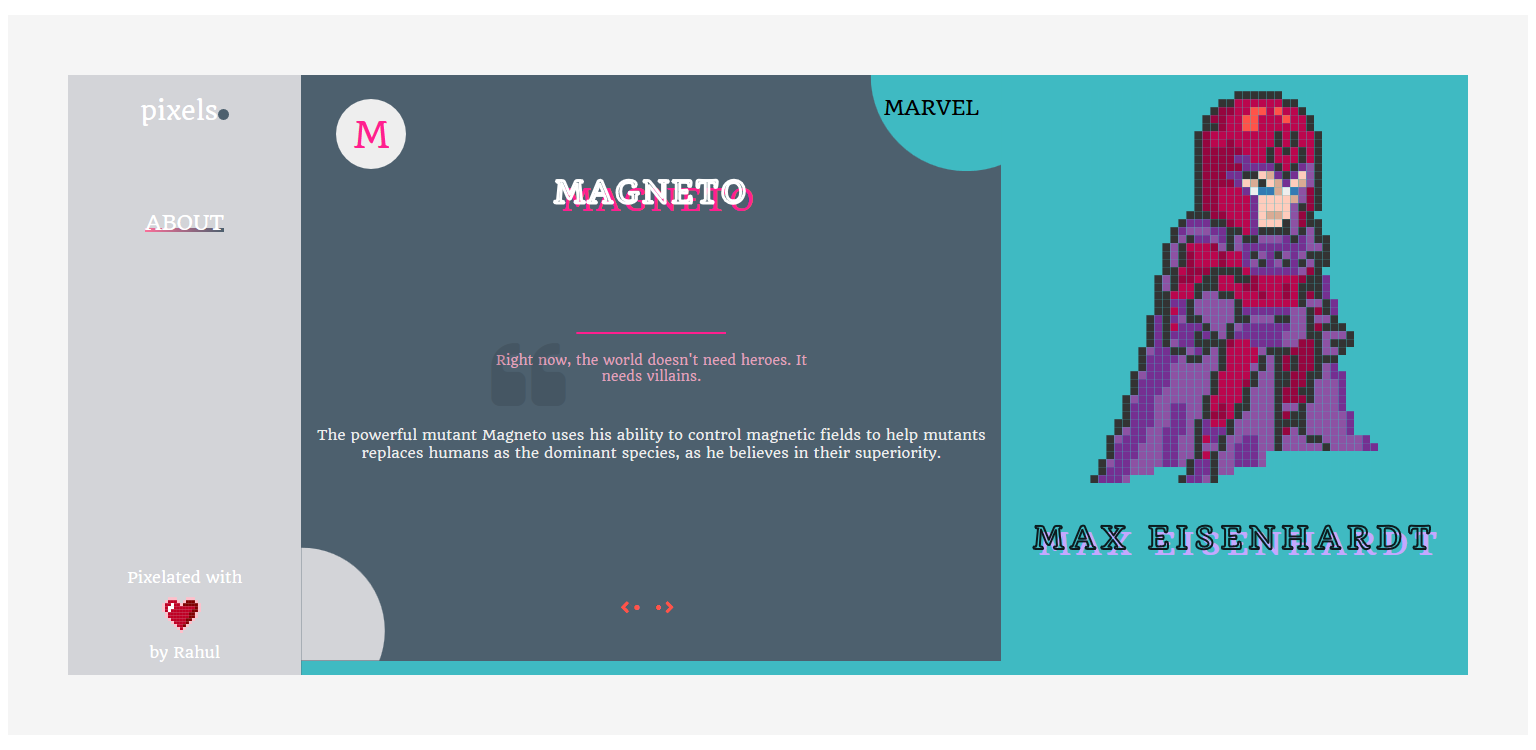 pixels
ABOUT
Pixelated with
by Rahul
M
MARVEL
MAGNETO
Right now, the world doesn't need heroes. It
needs villains.
The powerful mutant Magneto uses his ability to control magnetic fields to help mutants
replaces humans as the dominant species, as he believes in their superiority.
MAX EISENHARDT